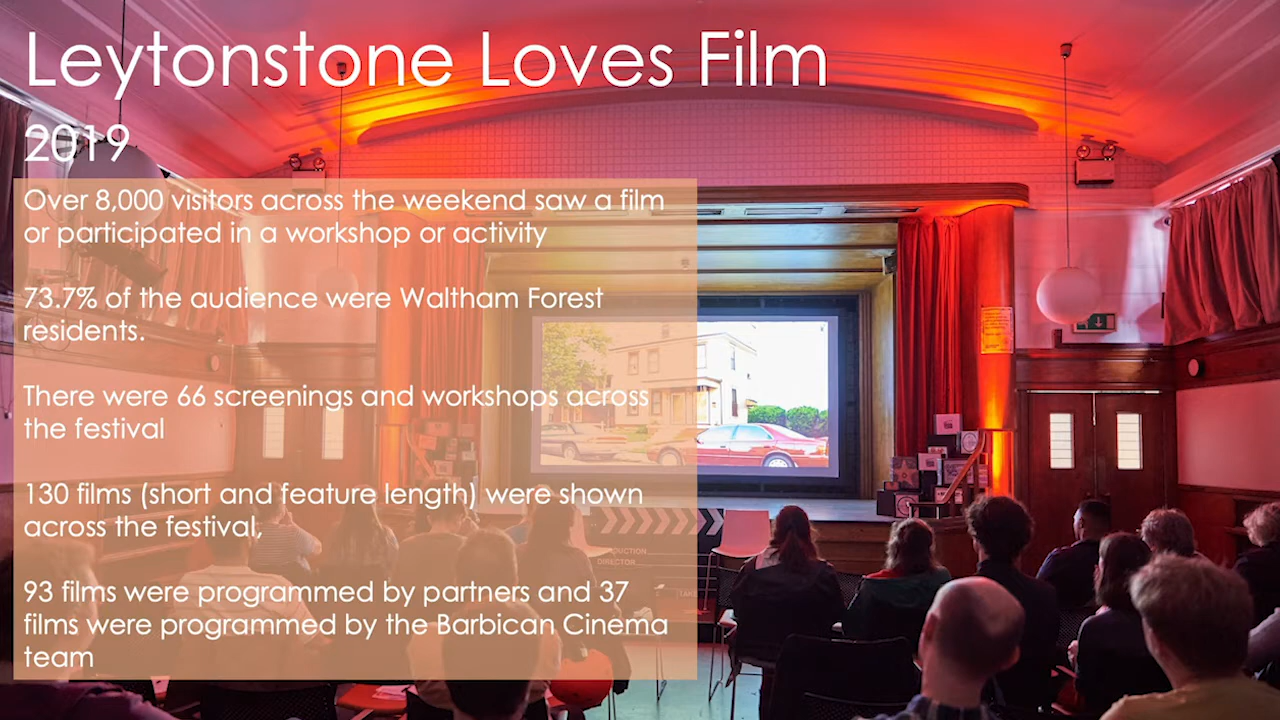 Leytonstone Loves Film
2019
Over 8,000 visitors across the weekend saw a film
or participated in a workshop or activity
73.7% of the audience were Waltham Forest
residents.
There were 66 screenings and workshops across
the festival
130 films (short and feature length) were shown
across the festival,
93 films were programmed by partners and 37
films were programmed by the Barbican Cinema
team
DIRECTOR
TAKE